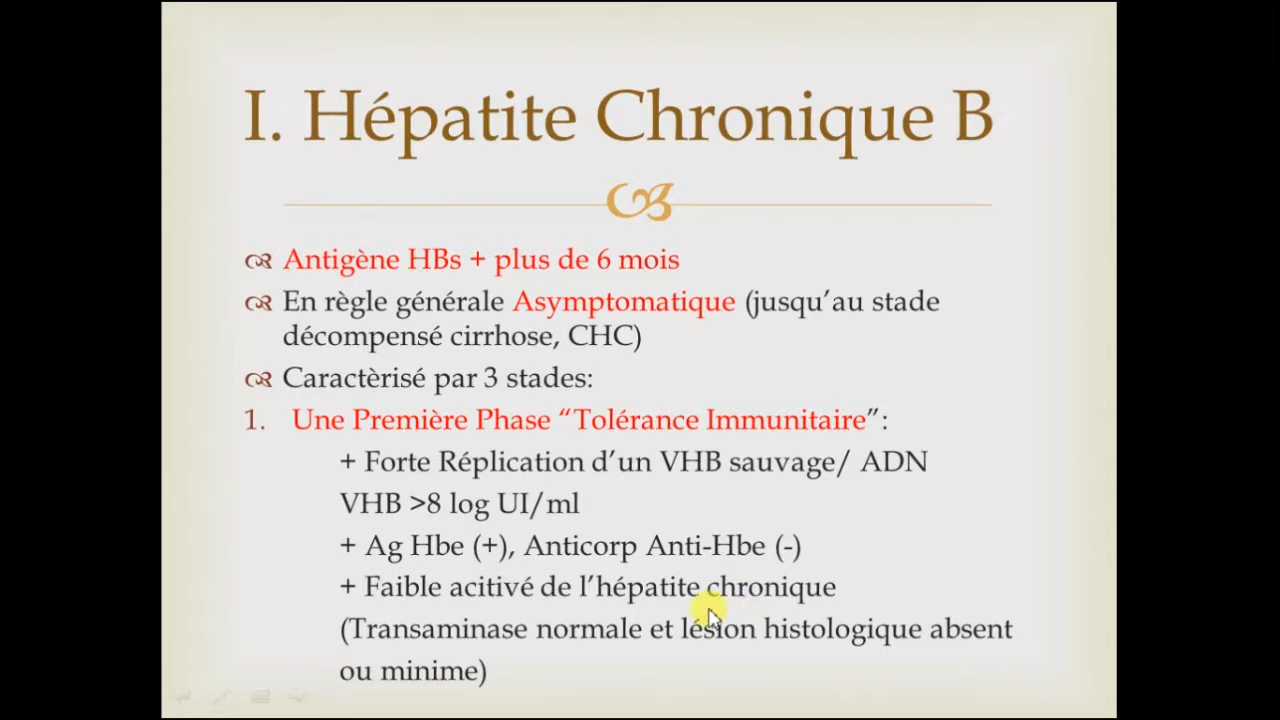 I. Hépatite Chronique B
Antigène HBs + plus de 6 mois
En règle générale Asymptomatique (jusqu’au stade
décompensé cirrhose, CHC)
Caractèrisé par 3 stades:
1. Une Première Phase “Tolérance Immunitaire”:
+ Forte Réplication d’un VHB sauvage/ ADN
VHB >8 log UI/ml
+ Ag Hbe (+), Anticorp Anti-Hbe (-)
+ Faible acitivé de l’hépatite chronique
(Transaminase normale et lésion histologique absent
ou minime)